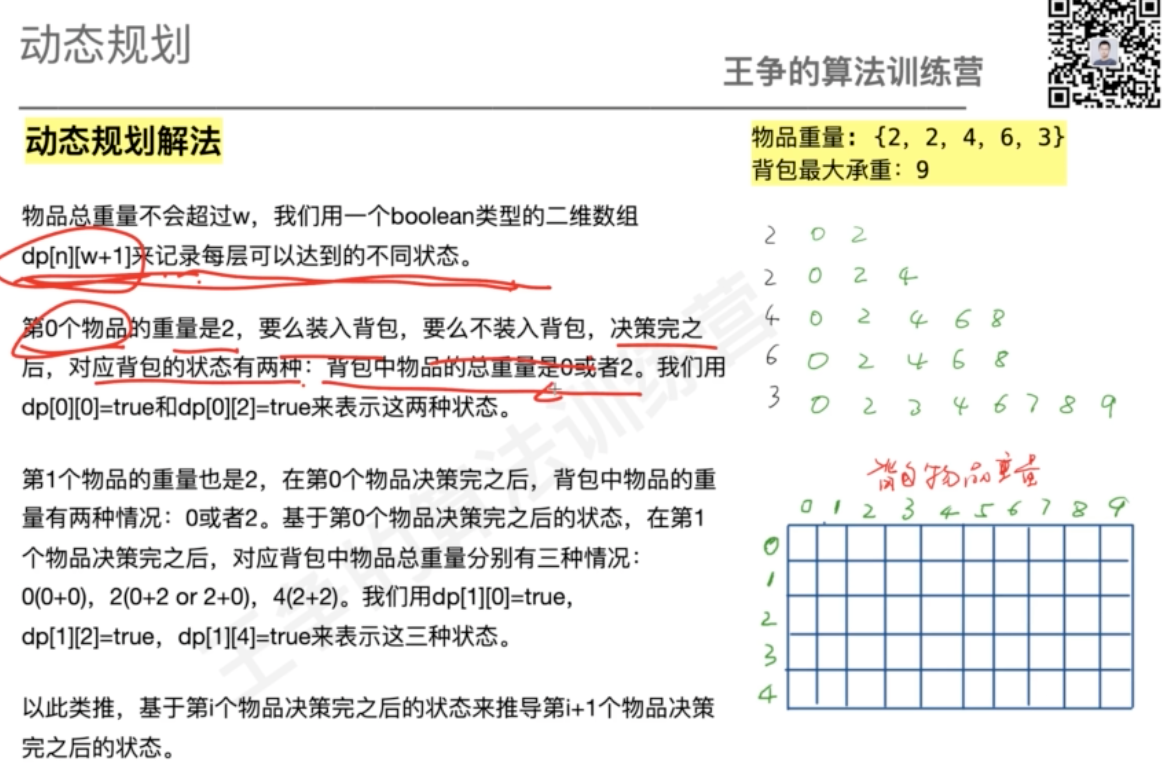 动态规划
王争的算法训练营
动态规划解法
物品重量：{2, 2, 4, 6, 3}
背包最大承重：9
物品总重量不会超过w，我们用一个boolean类型的二维数组
dp[n][w+1]来记录每层可以达到的不同状态。
第0个物品的重量是2，要么装入背包，要么不装入背包，决策完之
后，对应背包的状态有两种：背包中物品的总重量是0或者2。我们用
dp[0][0]=true和dp[0][2]=true来表示这两种状态。
第1个物品的重量也是2，在第0个物品决策完之后，背包中物品的重
量有两种情况：0或者2。基于第0个物品决策完之后的状态，在第1
个物品决策完之后，对应背包中物品总重量分别有三种情况：
0(0+0)，2(0+2 or 2+0)，4(2+2)。我们用dp[1][0]=true，
dp[1][2]=true，dp[1][4]=true来表示这三种状态。
以此类推，基于第i个物品决策完之后的状态来推导第i+1个物品决策
完之后的状态。
2 0 2
2 0 2 4
4 0 2 4 6 8
6 0 2 4 6 8
3 0 2 3 4 6 7 8 9
背包物品重量
0 1 2 3 4 5 6 7 8 9
0
1
2
3
4
王争的算法训练营